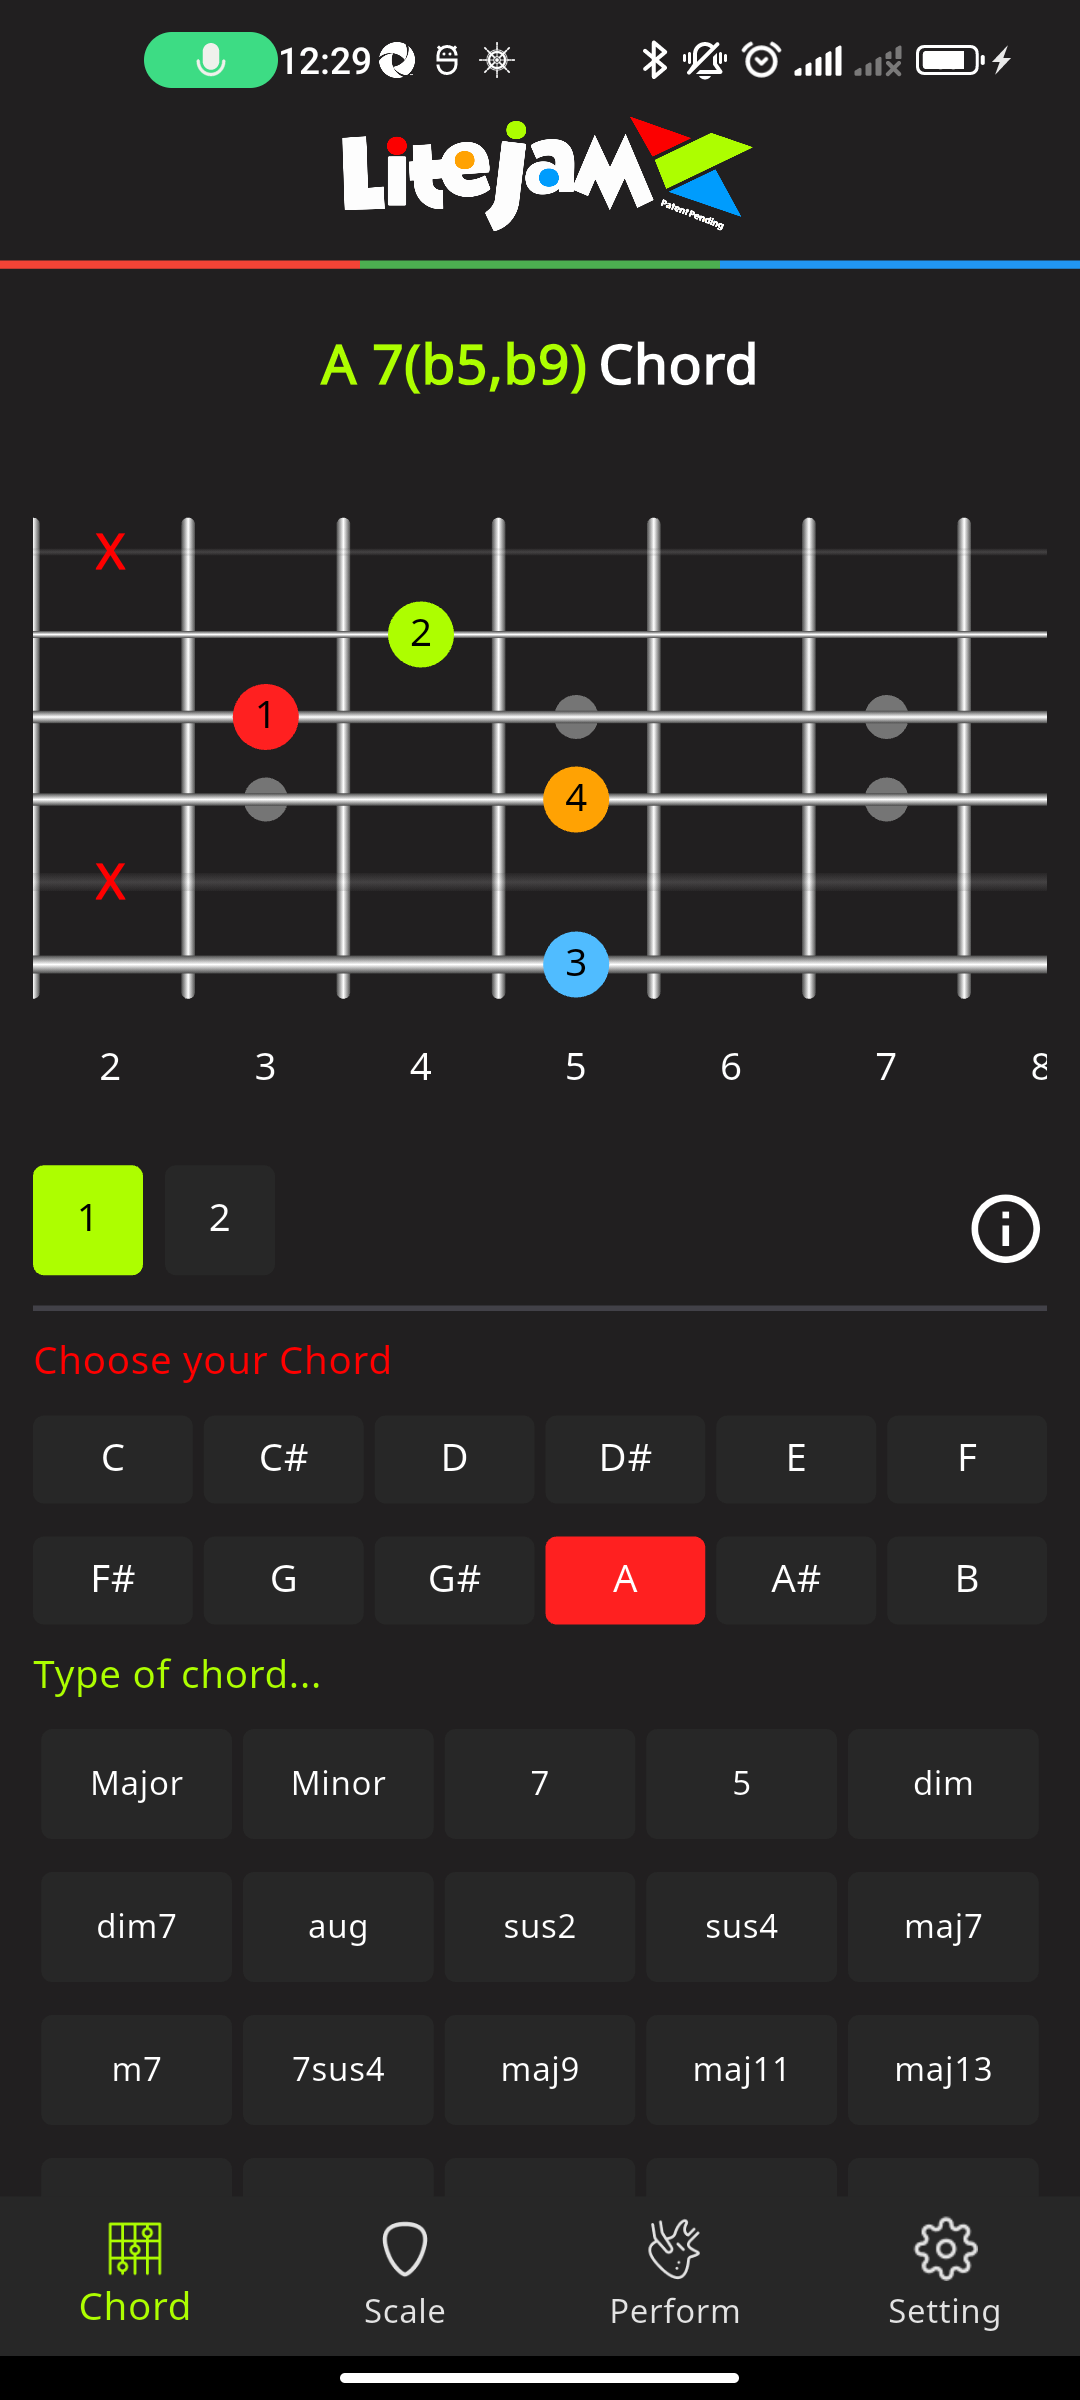 12:29
Litejam
Patent Pending
A 7(b5,b9) Chord
X
2
1
4
X
3
2 3 4 5 6 7 8
1 2
Choose your Chord
C C# D D# E F
F# G G# A A# B
Type of chord...
Major Minor 7 5 dim
dim7 aug sus2 sus4 maj7
m7 7sus4 maj9 maj11 maj13
Chord Scale Perform Setting